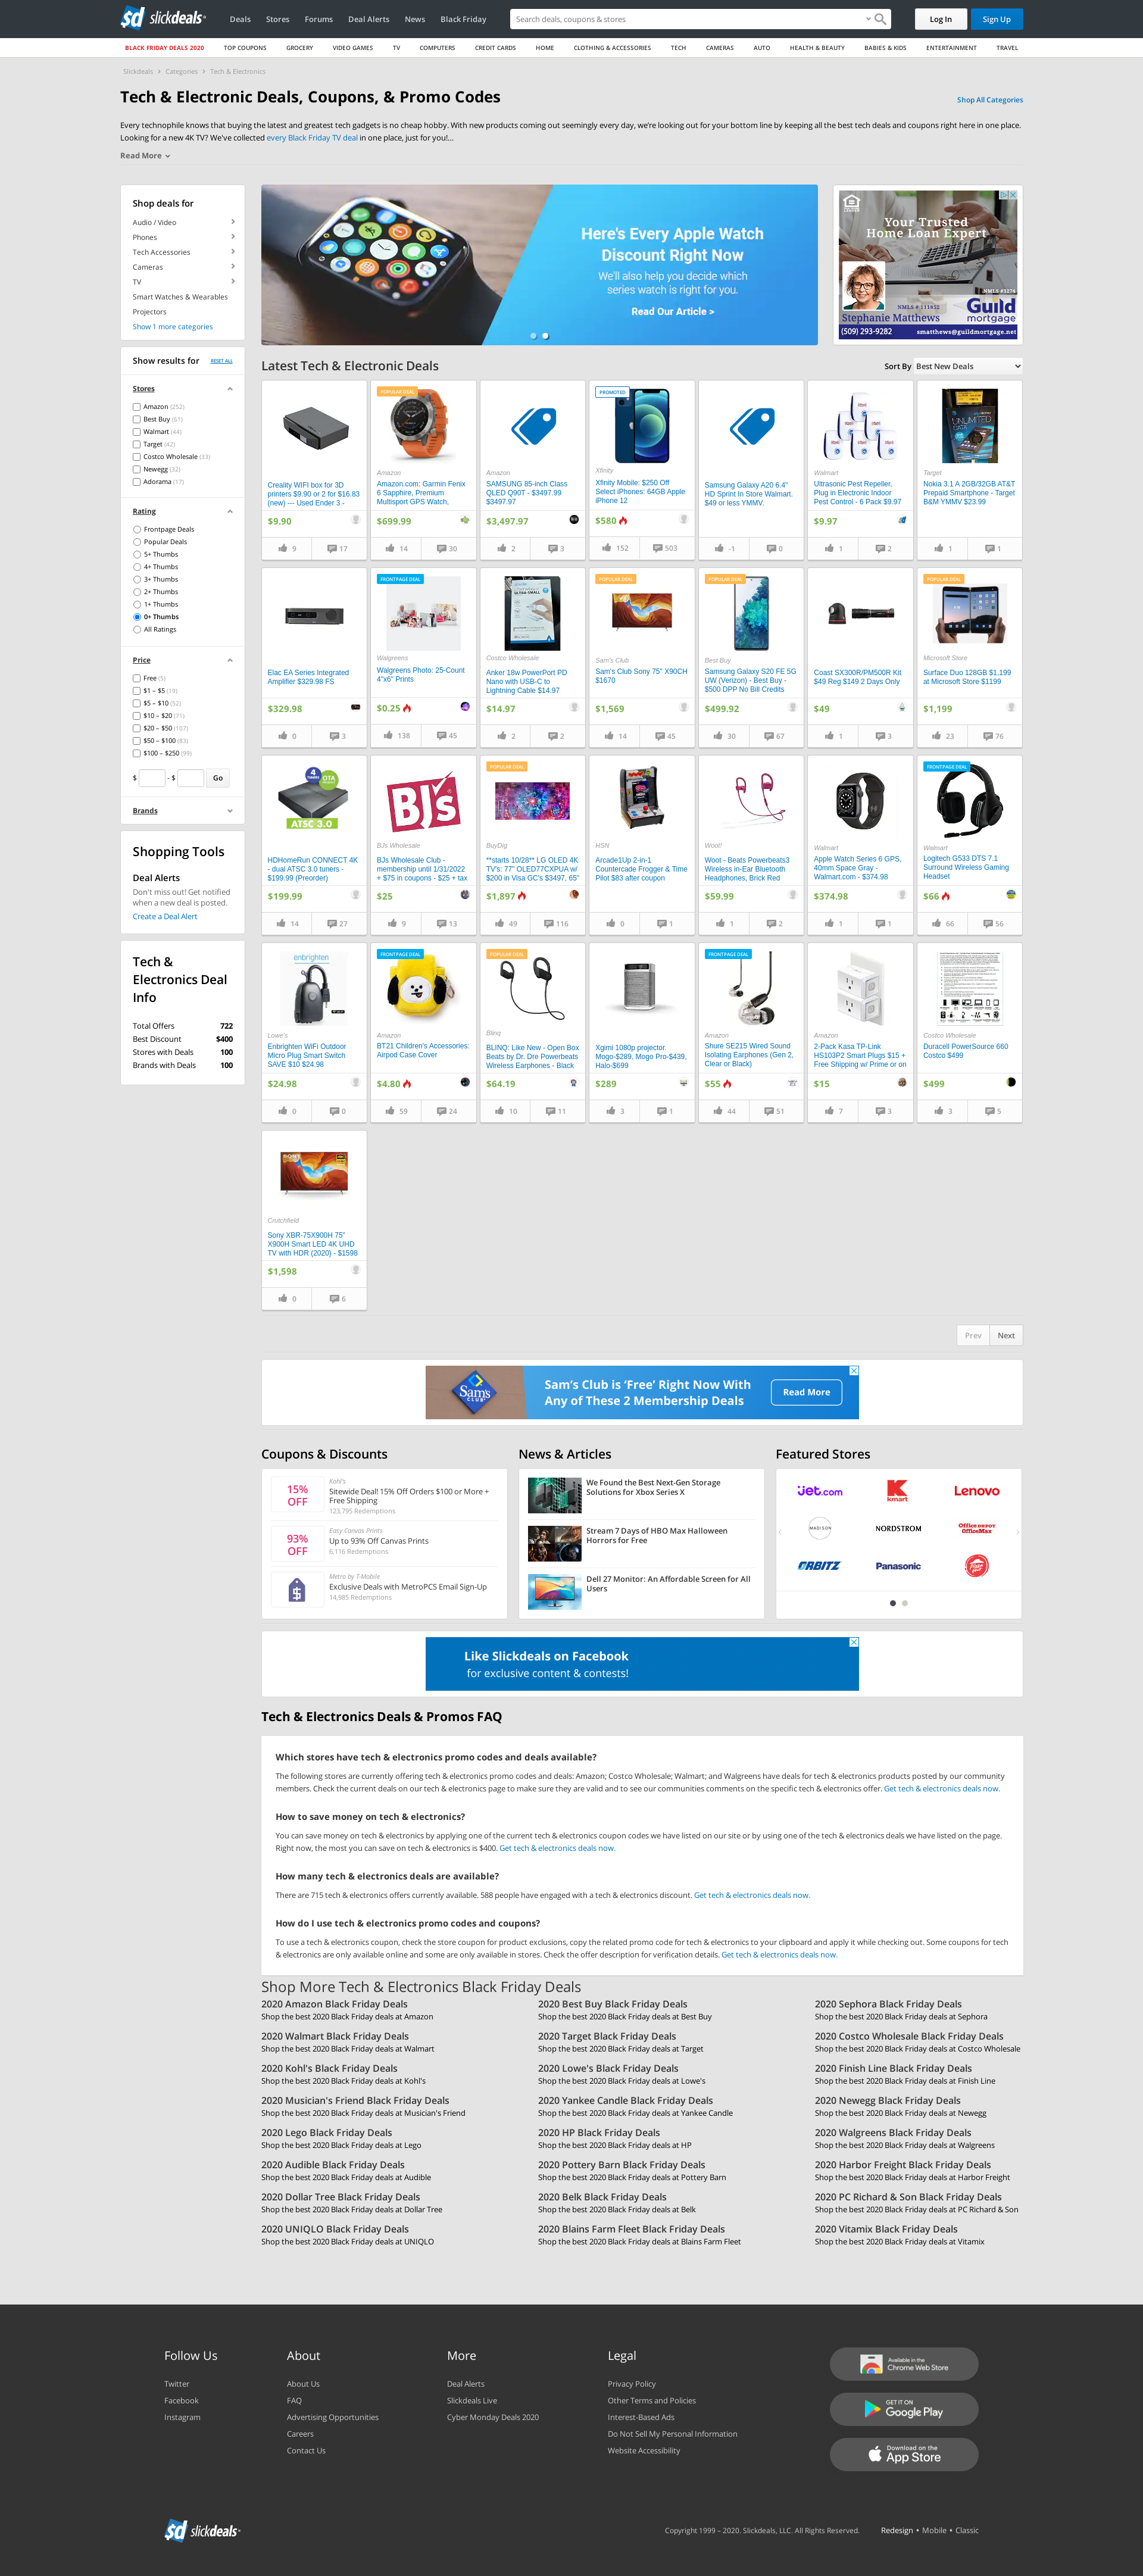 sd slickdeals
Deals
Stores
Forums
Deal Alerts
News
Black Friday
Search deals, coupons & stores
Log In
Sign Up
BLACK FRIDAY DEALS 2020
TOP COUPONS
GROCERY
VIDEO GAMES
TV
COMPUTERS
CREDIT CARDS
HOME
CLOTHING & ACCESSORIES
TECH
CAMERAS
AUTO
HEALTH & BEAUTY
BABIES & KIDS
ENTERTAINMENT
TRAVEL
Slickdeals › Categories › Tech & Electronics
Tech & Electronic Deals, Coupons, & Promo Codes
Shop All Categories
Every technophile knows that buying the latest and greatest tech gadgets is no cheap hobby. With new products coming out seemingly every day, we're looking out for your bottom line by keeping all the best tech deals and coupons right here in one place.
Looking for a new 4K TV? We've collected every Black Friday TV deal in one place, just for you!...
Read More
Shop deals for
Audio / Video
Phones
Tech Accessories
Cameras
TV
Smart Watches & Wearables
Projectors
Show 1 more categories
Show results for
RESET ALL
Stores
Amazon (252)
Best Buy (61)
Walmart (44)
Target (42)
Costco Wholesale (33)
Newegg (32)
Adorama (17)
Rating
Frontpage Deals
Popular Deals
5+ Thumbs
4+ Thumbs
3+ Thumbs
2+ Thumbs
1+ Thumbs
0+ Thumbs
All Ratings
Price
Free (5)
$1 – $5 (19)
$5 – $10 (52)
$10 – $20 (71)
$20 – $50 (107)
$50 – $100 (83)
$100 – $250 (99)
$ - $ Go
Brands
Shopping Tools
Deal Alerts
Don't miss out! Get notified
when a new deal is posted.
Create a Deal Alert
Tech &
Electronics Deal
Info
Total Offers 722
Best Discount $400
Stores with Deals 100
Brands with Deals 100
Here's Every Apple Watch
Discount Right Now
We'll also help you decide which
series watch is right for you.
Read Our Article >
Your Trusted
Home Loan Expert
NMLS #3274
NMLS # 111832
Guild
mortgage
Stephanie Matthews
(509) 293-9282
smatthews@guildmortgage.net
Latest Tech & Electronic Deals
Sort By Best New Deals
Creality WIFI box for 3D
printers $9.90 or 2 for $16.83
(new) --- Used Ender 3 -
$9.90
9
17
POPULAR DEAL
Amazon
Amazon.com: Garmin Fenix
6 Sapphire, Premium
Multisport GPS Watch,
$699.99
14
30
Amazon
SAMSUNG 85-inch Class
QLED Q90T - $3497.99
$3497.97
$3,497.97
2
3
PROMOTED
Xfinity
Xfinity Mobile: $250 Off
Select iPhones: 64GB Apple
iPhone 12
$580
152
503
Samsung Galaxy A20 6.4"
HD Sprint In Store Walmart.
$49 or less YMMV.
-1
0
Walmart
Ultrasonic Pest Repeller,
Plug in Electronic Indoor
Pest Control - 6 Pack $9.97
$9.97
1
2
UNLIMITED
Target
Nokia 3.1 A 2GB/32GB AT&T
Prepaid Smartphone - Target
B&M YMMV $23.99
1
1
Elac EA Series Integrated
Amplifier $329.98 FS
$329.98
0
3
FRONTPAGE DEAL
Walgreens
Walgreens Photo: 25-Count
4"x6" Prints
$0.25
138
45
ULTRA-SMALL
Costco Wholesale
Anker 18w PowerPort PD
Nano with USB-C to
Lightning Cable $14.97
$14.97
2
2
POPULAR DEAL
Sam's Club
Sam's Club Sony 75" X90CH
$1670
$1,569
14
45
POPULAR DEAL
Best Buy
Samsung Galaxy S20 FE 5G
UW (Verizon) - Best Buy -
$500 DPP No Bill Credits
$499.92
30
67
Coast SX300R/PM500R Kit
$49 Reg $149 2 Days Only
$49
1
3
POPULAR DEAL
Microsoft Store
Surface Duo 128GB $1,199
at Microsoft Store $1199
$1,199
23
76
4
TUNERS
OTA
ATSC 3.0
HDHomeRun CONNECT 4K
- dual ATSC 3.0 tuners -
$199.99 (Preorder)
$199.99
14
27
BJ's
BJs Wholesale
BJs Wholesale Club -
membership until 1/31/2022
+ $75 in coupons - $25 + tax
$25
9
13
POPULAR DEAL
BuyDig
**starts 10/28** LG OLED 4K
TV's: 77" OLED77CXPUA w/
$200 in Visa GC's $3497, 65"
$1,897
49
116
HSN
Arcade1Up 2-in-1
Countercade Frogger & Time
Pilot $83 after coupon
0
1
Woot!
Woot - Beats Powerbeats3
Wireless in-Ear Bluetooth
Headphones, Brick Red
$59.99
1
2
Walmart
Apple Watch Series 6 GPS,
40mm Space Gray -
Walmart.com - $374.98
$374.98
1
1
FRONTPAGE DEAL
Walmart
Logitech G533 DTS 7.1
Surround Wireless Gaming
Headset
$66
66
56
enbrighten
Lowe's
Enbrighten WiFi Outdoor
Micro Plug Smart Switch
SAVE $10 $24.98
$24.98
0
0
FRONTPAGE DEAL
Amazon
BT21 Children's Accessories:
Airpod Case Cover
$4.80
59
24
POPULAR DEAL
Blinq
BLINQ: Like New - Open Box
Beats by Dr. Dre Powerbeats
Wireless Earphones - Black
$64.19
10
11
Xgimi 1080p projector.
Mogo-$289, Mogo Pro-$439,
Halo-$699
$289
3
1
FRONTPAGE DEAL
Amazon
Shure SE215 Wired Sound
Isolating Earphones (Gen 2,
Clear or Black)
$55
44
51
Amazon
2-Pack Kasa TP-Link
HS103P2 Smart Plugs $15 +
Free Shipping w/ Prime or on
$15
7
3
Costco Wholesale
Duracell PowerSource 660
Costco $499
$499
3
5
SONY
Crutchfield
Sony XBR-75X900H 75"
X900H Smart LED 4K UHD
TV with HDR (2020) - $1598
$1,598
0
6
Prev
Next
Sam's
CLUB
Sam's Club is 'Free' Right Now With
Any of These 2 Membership Deals
Read More
Coupons & Discounts
15%
OFF
Kohl's
Sitewide Deal! 15% Off Orders $100 or More +
Free Shipping
123,795 Redemptions
93%
OFF
Easy Canvas Prints
Up to 93% Off Canvas Prints
6,116 Redemptions
Metro by T-Mobile
Exclusive Deals with MetroPCS Email Sign-Up
14,985 Redemptions
News & Articles
We Found the Best Next-Gen Storage
Solutions for Xbox Series X
Stream 7 Days of HBO Max Halloween
Horrors for Free
Dell 27 Monitor: An Affordable Screen for All
Users
Featured Stores
jet.com
kmart
Lenovo
MADISON
NORDSTROM
Office DEPOT
OfficeMax
ORBITZ
Panasonic
Like Slickdeals on Facebook
for exclusive content & contests!
Tech & Electronics Deals & Promos FAQ
Which stores have tech & electronics promo codes and deals available?
The following stores are currently offering tech & electronics promo codes and deals: Amazon; Costco Wholesale; Walmart; and Walgreens have deals for tech & electronics products posted by our community
members. Check the current deals on our tech & electronics page to make sure they are valid and to see our communities comments on the specific tech & electronics offer. Get tech & electronics deals now.
How to save money on tech & electronics?
You can save money on tech & electronics by applying one of the current tech & electronics coupon codes we have listed on our site or by using one of the tech & electronics deals we have listed on the page.
Right now, the most you can save on tech & electronics is $400. Get tech & electronics deals now.
How many tech & electronics deals are available?
There are 715 tech & electronics offers currently available. 588 people have engaged with a tech & electronics discount. Get tech & electronics deals now.
How do I use tech & electronics promo codes and coupons?
To use a tech & electronics coupon, check the store coupon for product exclusions, copy the related promo code for tech & electronics to your clipboard and apply it while checking out. Some coupons for tech
& electronics are only available online and some are only available in stores. Check the offer description for verification details. Get tech & electronics deals now.
Shop More Tech & Electronics Black Friday Deals
2020 Amazon Black Friday Deals
Shop the best 2020 Black Friday deals at Amazon
2020 Best Buy Black Friday Deals
Shop the best 2020 Black Friday deals at Best Buy
2020 Sephora Black Friday Deals
Shop the best 2020 Black Friday deals at Sephora
2020 Walmart Black Friday Deals
Shop the best 2020 Black Friday deals at Walmart
2020 Target Black Friday Deals
Shop the best 2020 Black Friday deals at Target
2020 Costco Wholesale Black Friday Deals
Shop the best 2020 Black Friday deals at Costco Wholesale
2020 Kohl's Black Friday Deals
Shop the best 2020 Black Friday deals at Kohl's
2020 Lowe's Black Friday Deals
Shop the best 2020 Black Friday deals at Lowe's
2020 Finish Line Black Friday Deals
Shop the best 2020 Black Friday deals at Finish Line
2020 Musician's Friend Black Friday Deals
Shop the best 2020 Black Friday deals at Musician's Friend
2020 Yankee Candle Black Friday Deals
Shop the best 2020 Black Friday deals at Yankee Candle
2020 Newegg Black Friday Deals
Shop the best 2020 Black Friday deals at Newegg
2020 Lego Black Friday Deals
Shop the best 2020 Black Friday deals at Lego
2020 HP Black Friday Deals
Shop the best 2020 Black Friday deals at HP
2020 Walgreens Black Friday Deals
Shop the best 2020 Black Friday deals at Walgreens
2020 Audible Black Friday Deals
Shop the best 2020 Black Friday deals at Audible
2020 Pottery Barn Black Friday Deals
Shop the best 2020 Black Friday deals at Pottery Barn
2020 Harbor Freight Black Friday Deals
Shop the best 2020 Black Friday deals at Harbor Freight
2020 Dollar Tree Black Friday Deals
Shop the best 2020 Black Friday deals at Dollar Tree
2020 Belk Black Friday Deals
Shop the best 2020 Black Friday deals at Belk
2020 PC Richard & Son Black Friday Deals
Shop the best 2020 Black Friday deals at PC Richard & Son
2020 UNIQLO Black Friday Deals
Shop the best 2020 Black Friday deals at UNIQLO
2020 Blains Farm Fleet Black Friday Deals
Shop the best 2020 Black Friday deals at Blains Farm Fleet
2020 Vitamix Black Friday Deals
Shop the best 2020 Black Friday deals at Vitamix
Follow Us
Twitter
Facebook
Instagram
About
About Us
FAQ
Advertising Opportunities
Careers
Contact Us
More
Deal Alerts
Slickdeals Live
Cyber Monday Deals 2020
Legal
Privacy Policy
Other Terms and Policies
Interest-Based Ads
Do Not Sell My Personal Information
Website Accessibility
Available in the
Chrome Web Store
GET IT ON
Google Play
Download on the
App Store
sd slickdeals
Copyright 1999 – 2020. Slickdeals, LLC. All Rights Reserved.
Redesign • Mobile • Classic